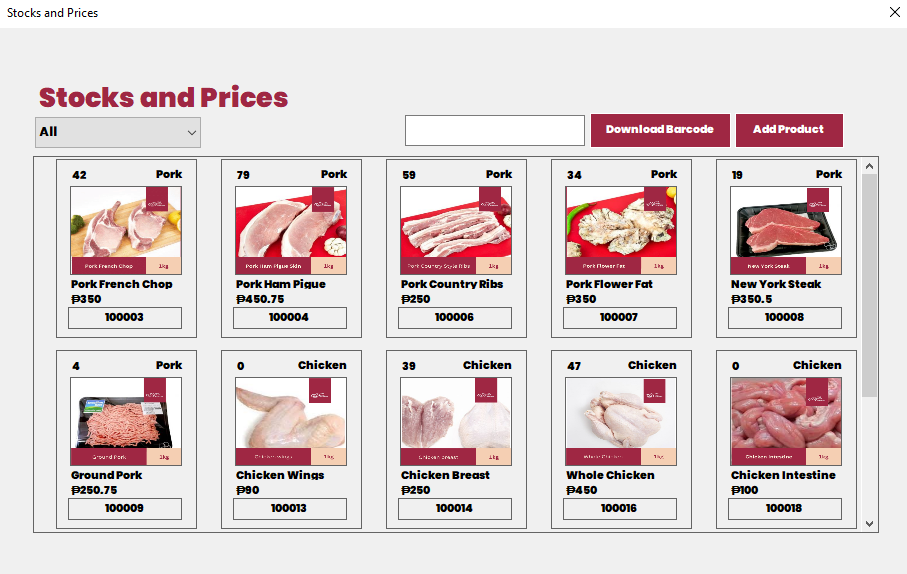 Stocks and Prices
Stocks and Prices
All
Download Barcode
Add Product
42 Pork
Pork French Chop 1kg
Pork French Chop
₱350
100003
79 Pork
Pork Ham Pigue Skin 1kg
Pork Ham Pigue
₱450.75
100004
59 Pork
Pork Country Style Ribs 1kg
Pork Country Ribs
₱250
100006
34 Pork
Pork Flower Fat 1kg
Pork Flower Fat
₱350
100007
19 Pork
New York Steak 1kg
New York Steak
₱350.5
100008
4 Pork
Ground Pork 1kg
Ground Pork
₱250.75
100009
0 Chicken
Chicken wings 1kg
Chicken Wings
₱90
100013
39 Chicken
Chicken Breast 1kg
Chicken Breast
₱250
100014
47 Chicken
Whole Chicken 1kg
Whole Chicken
₱450
100016
0 Chicken
Chicken Intestine 1kg
Chicken Intestine
₱100
100018